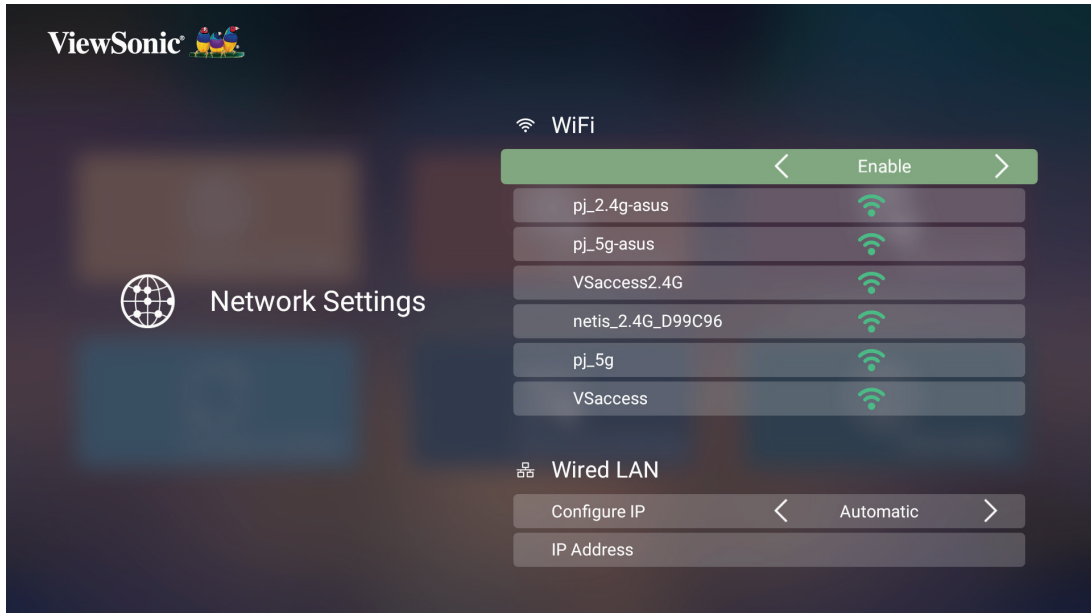 ViewSonic®
WiFi
Enable
pj_2.4g-asus
pj_5g-asus
VSaccess2.4G
Network Settings
netis_2.4G_D99C96
pj_5g
VSaccess
Wired LAN
Configure IP Automatic
IP Address